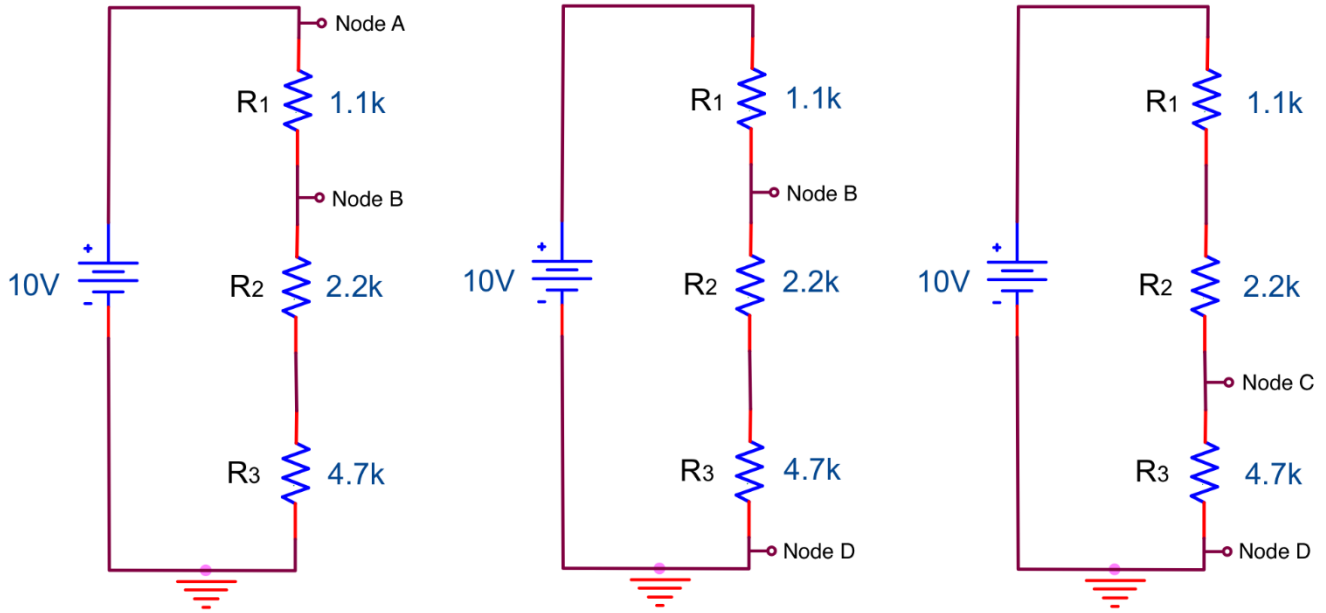 Node A
R1 1.1k
Node B
10V
R2 2.2k
R3 4.7k
R1 1.1k
Node B
10V
R2 2.2k
R3 4.7k
Node D
R1 1.1k
10V
R2 2.2k
Node C
R3 4.7k
Node D